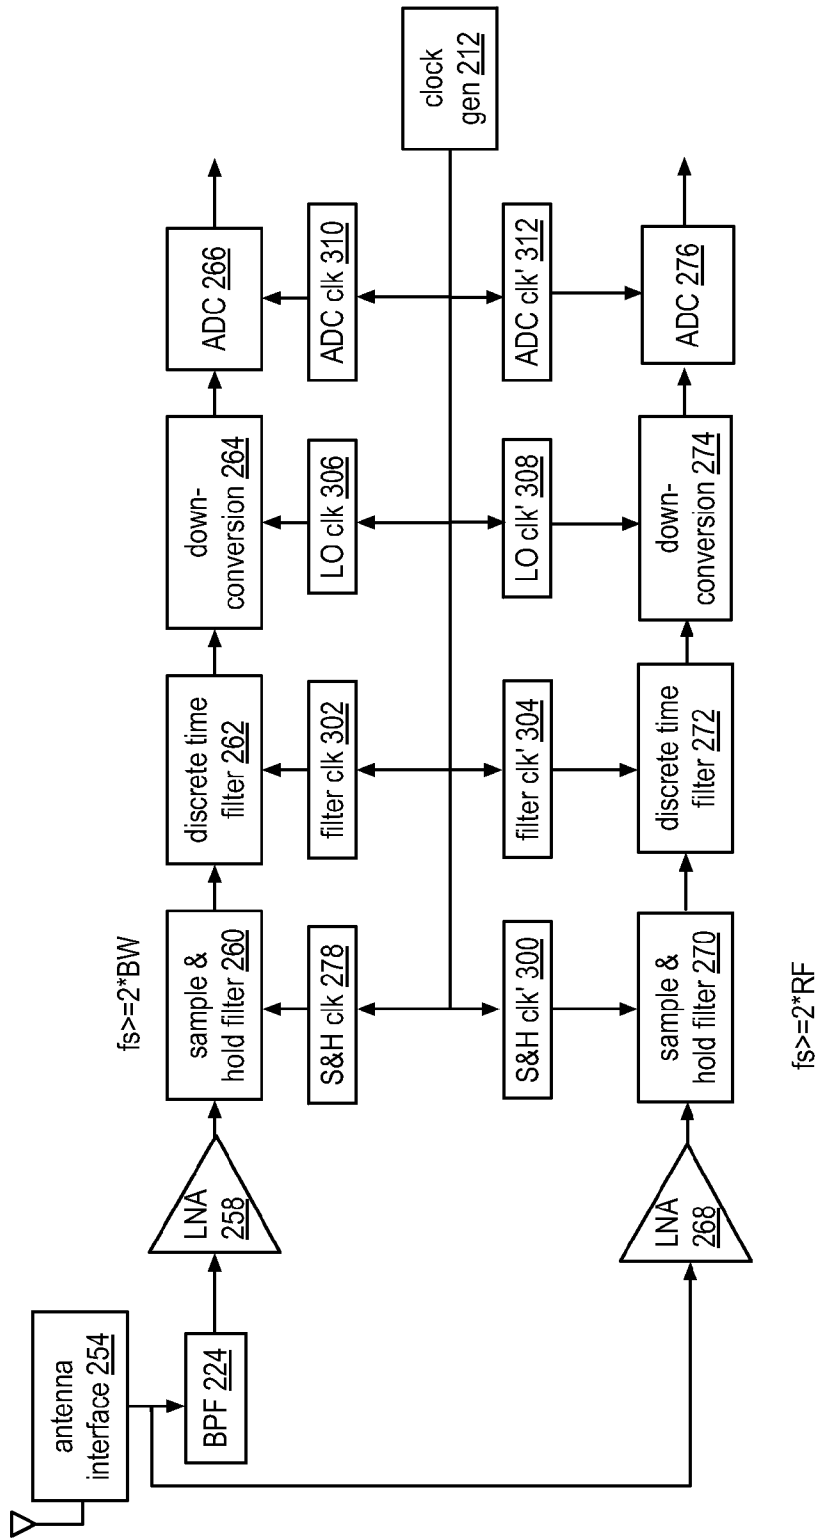 antenna
interface 254
fs>=2*BW
BPF 224
LNA
258
sample &
hold filter 260
discrete time
filter 262
down-
conversion 264
ADC 266
S&H clk 278
filter clk 302
LO clk 306
ADC clk 310
clock
gen 212
S&H clk' 300
filter clk' 304
LO clk' 308
ADC clk' 312
LNA
268
sample &
hold filter 270
discrete time
filter 272
down-
conversion 274
ADC 276
fs>=2*RF